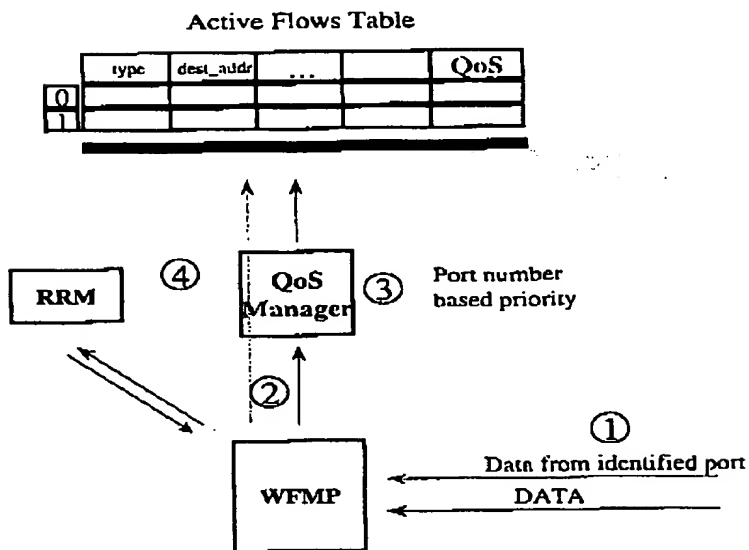 Active Flows Table
type dest_addr ... QoS
0
1
④ QoS Manager ③ Port number
RRM based priority
②
①
Data from identified port
WFMP DATA